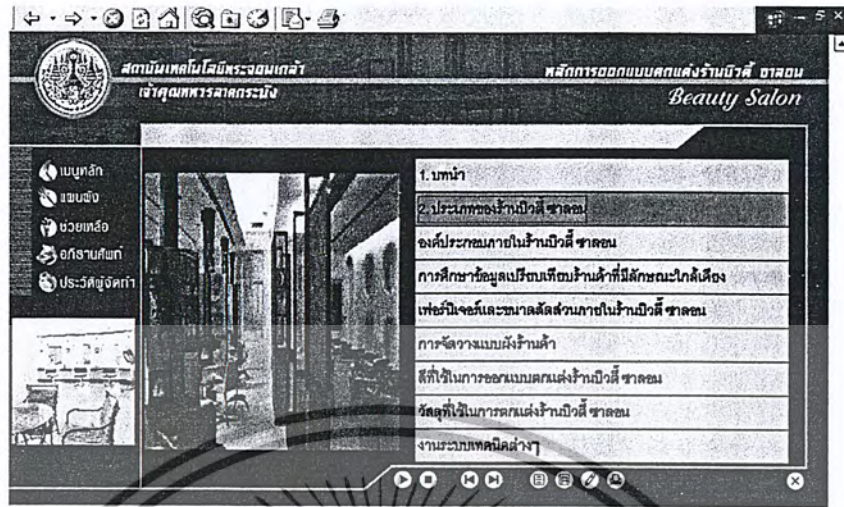 สถาบันเทคโนโลยีพระจอมเกล้า
เจ้าคุณทหารลาดกระบัง
หลักการออกแบบตกแต่งร้านบิวตี้ ซาลอน
Beauty Salon
เมนูหลัก
แผนผัง
ช่วยเหลือ
อภิธานศัพท์
ประวัติผู้จัดทำ
1. บทนำ
2. ประเภทของร้านบิวตี้ ซาลอน
องค์ประกอบภายในร้านบิวตี้ ซาลอน
การศึกษาข้อมูลเปรียบเทียบร้านค้าที่มีลักษณะใกล้เคียง
เฟอร์นิเจอร์และขนาดสัดส่วนภายในร้านบิวตี้ ซาลอน
การจัดวางแบบผังร้านค้า
สีที่ใช้ในการออกแบบตกแต่งร้านบิวตี้ ซาลอน
วัสดุที่ใช้ในการตกแต่งร้านบิวตี้ ซาลอน
งานระบบเทคนิคต่างๆ